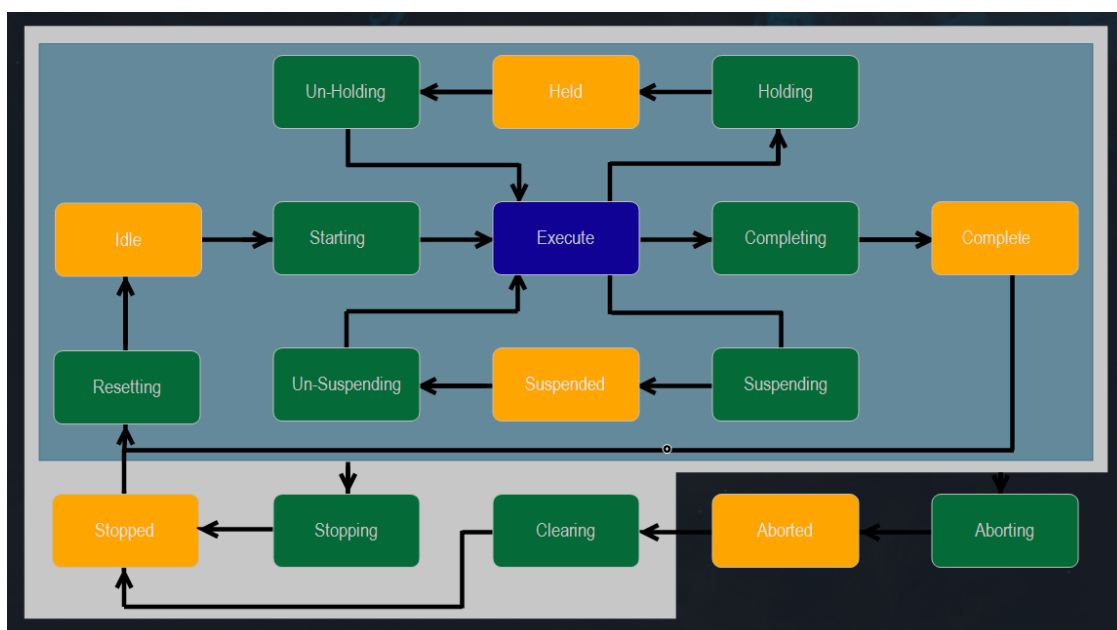 Un-Holding
Held
Holding
Idle
Starting
Execute
Completing
Complete
Resetting
Un-Suspending
Suspended
Suspending
Stopped
Stopping
Clearing
Aborted
Aborting